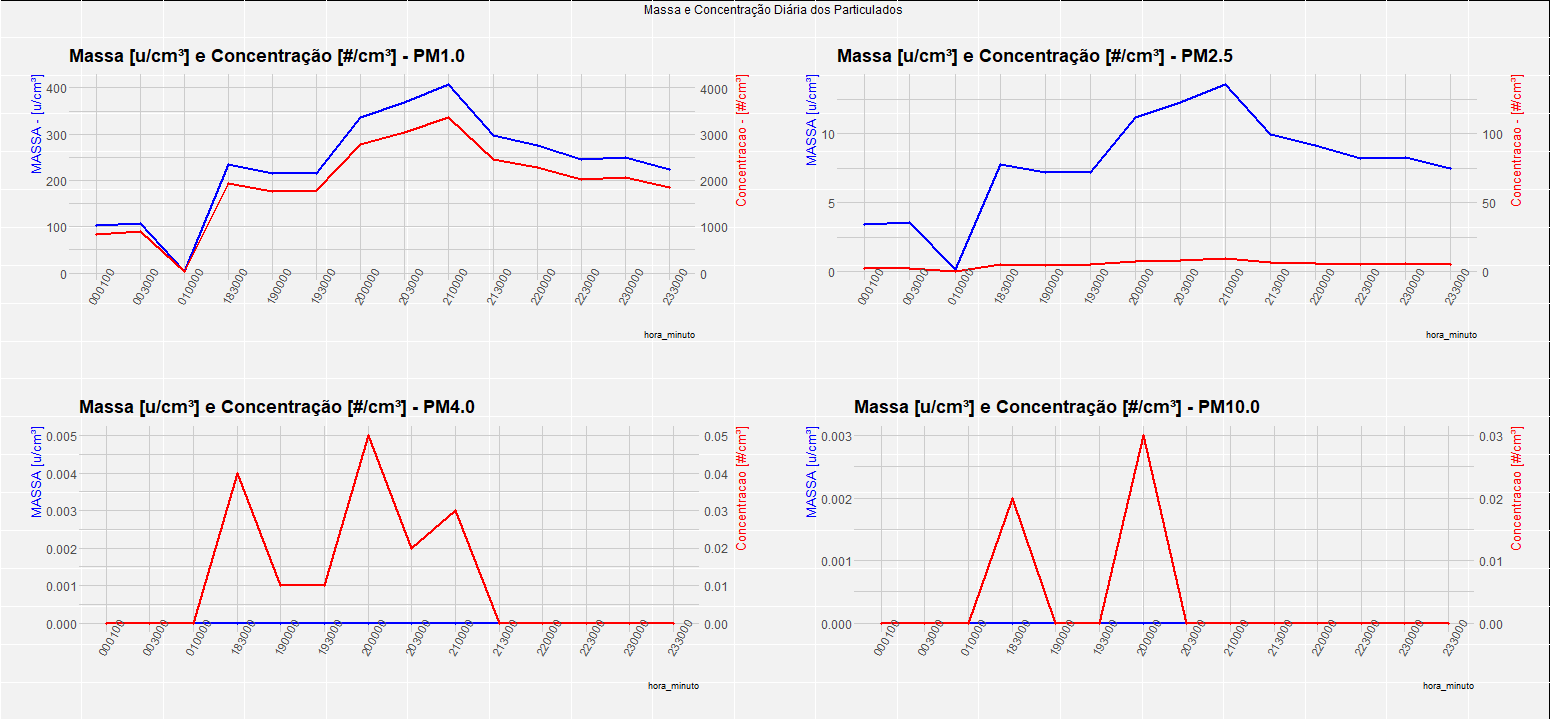 Massa e Concentração Diária dos Particulados
Massa [u/cm³] e Concentração [#/cm³] - PM1.0
MASSA - [u/cm³]
400
300
200
100
0
4000
3000
2000
1000
0
Concentracao - [#/cm³]
000100 003000 010000 183000 190000 193000 200000 203000 210000 213000 220000 223000 230000 233000
hora_minuto
Massa [u/cm³] e Concentração [#/cm³] - PM2.5
MASSA [u/cm³]
10
5
0
100
50
0
Concentracao - [#/cm³]
000100 003000 010000 183000 190000 193000 200000 203000 210000 213000 220000 223000 230000 233000
hora_minuto
Massa [u/cm³] e Concentração [#/cm³] - PM4.0
MASSA [u/cm³]
0.005
0.004
0.003
0.002
0.001
0.000
0.05
0.04
0.03
0.02
0.01
0.00
Concentracao [#/cm³]
000100 003000 010000 183000 190000 193000 200000 203000 210000 213000 220000 223000 230000 233000
hora_minuto
Massa [u/cm³] e Concentração [#/cm³] - PM10.0
MASSA [u/cm³]
0.003
0.002
0.001
0.000
0.03
0.02
0.01
0.00
Concentracao [#/cm³]
000100 003000 010000 183000 190000 193000 200000 203000 210000 213000 220000 223000 230000 233000
hora_minuto